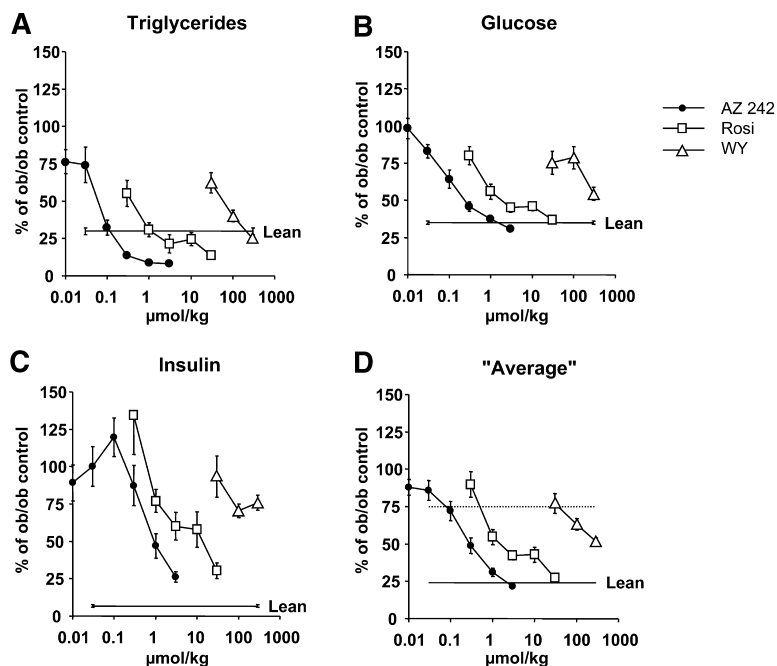 A
Triglycerides
% of ob/ob control
150
125
100
75
50
25
0
Lean
0.01 0.1 1 10 100 1000
µmol/kg
B
Glucose
% of ob/ob control
150
125
100
75
50
25
0
Lean
0.01 0.1 1 10 100 1000
µmol/kg
AZ 242
Rosi
WY
C
Insulin
% of ob/ob control
150
125
100
75
50
25
0
Lean
0.01 0.1 1 10 100 1000
µmol/kg
D
"Average"
% of ob/ob control
150
125
100
75
50
25
0
Lean
0.01 0.1 1 10 100 1000
µmol/kg